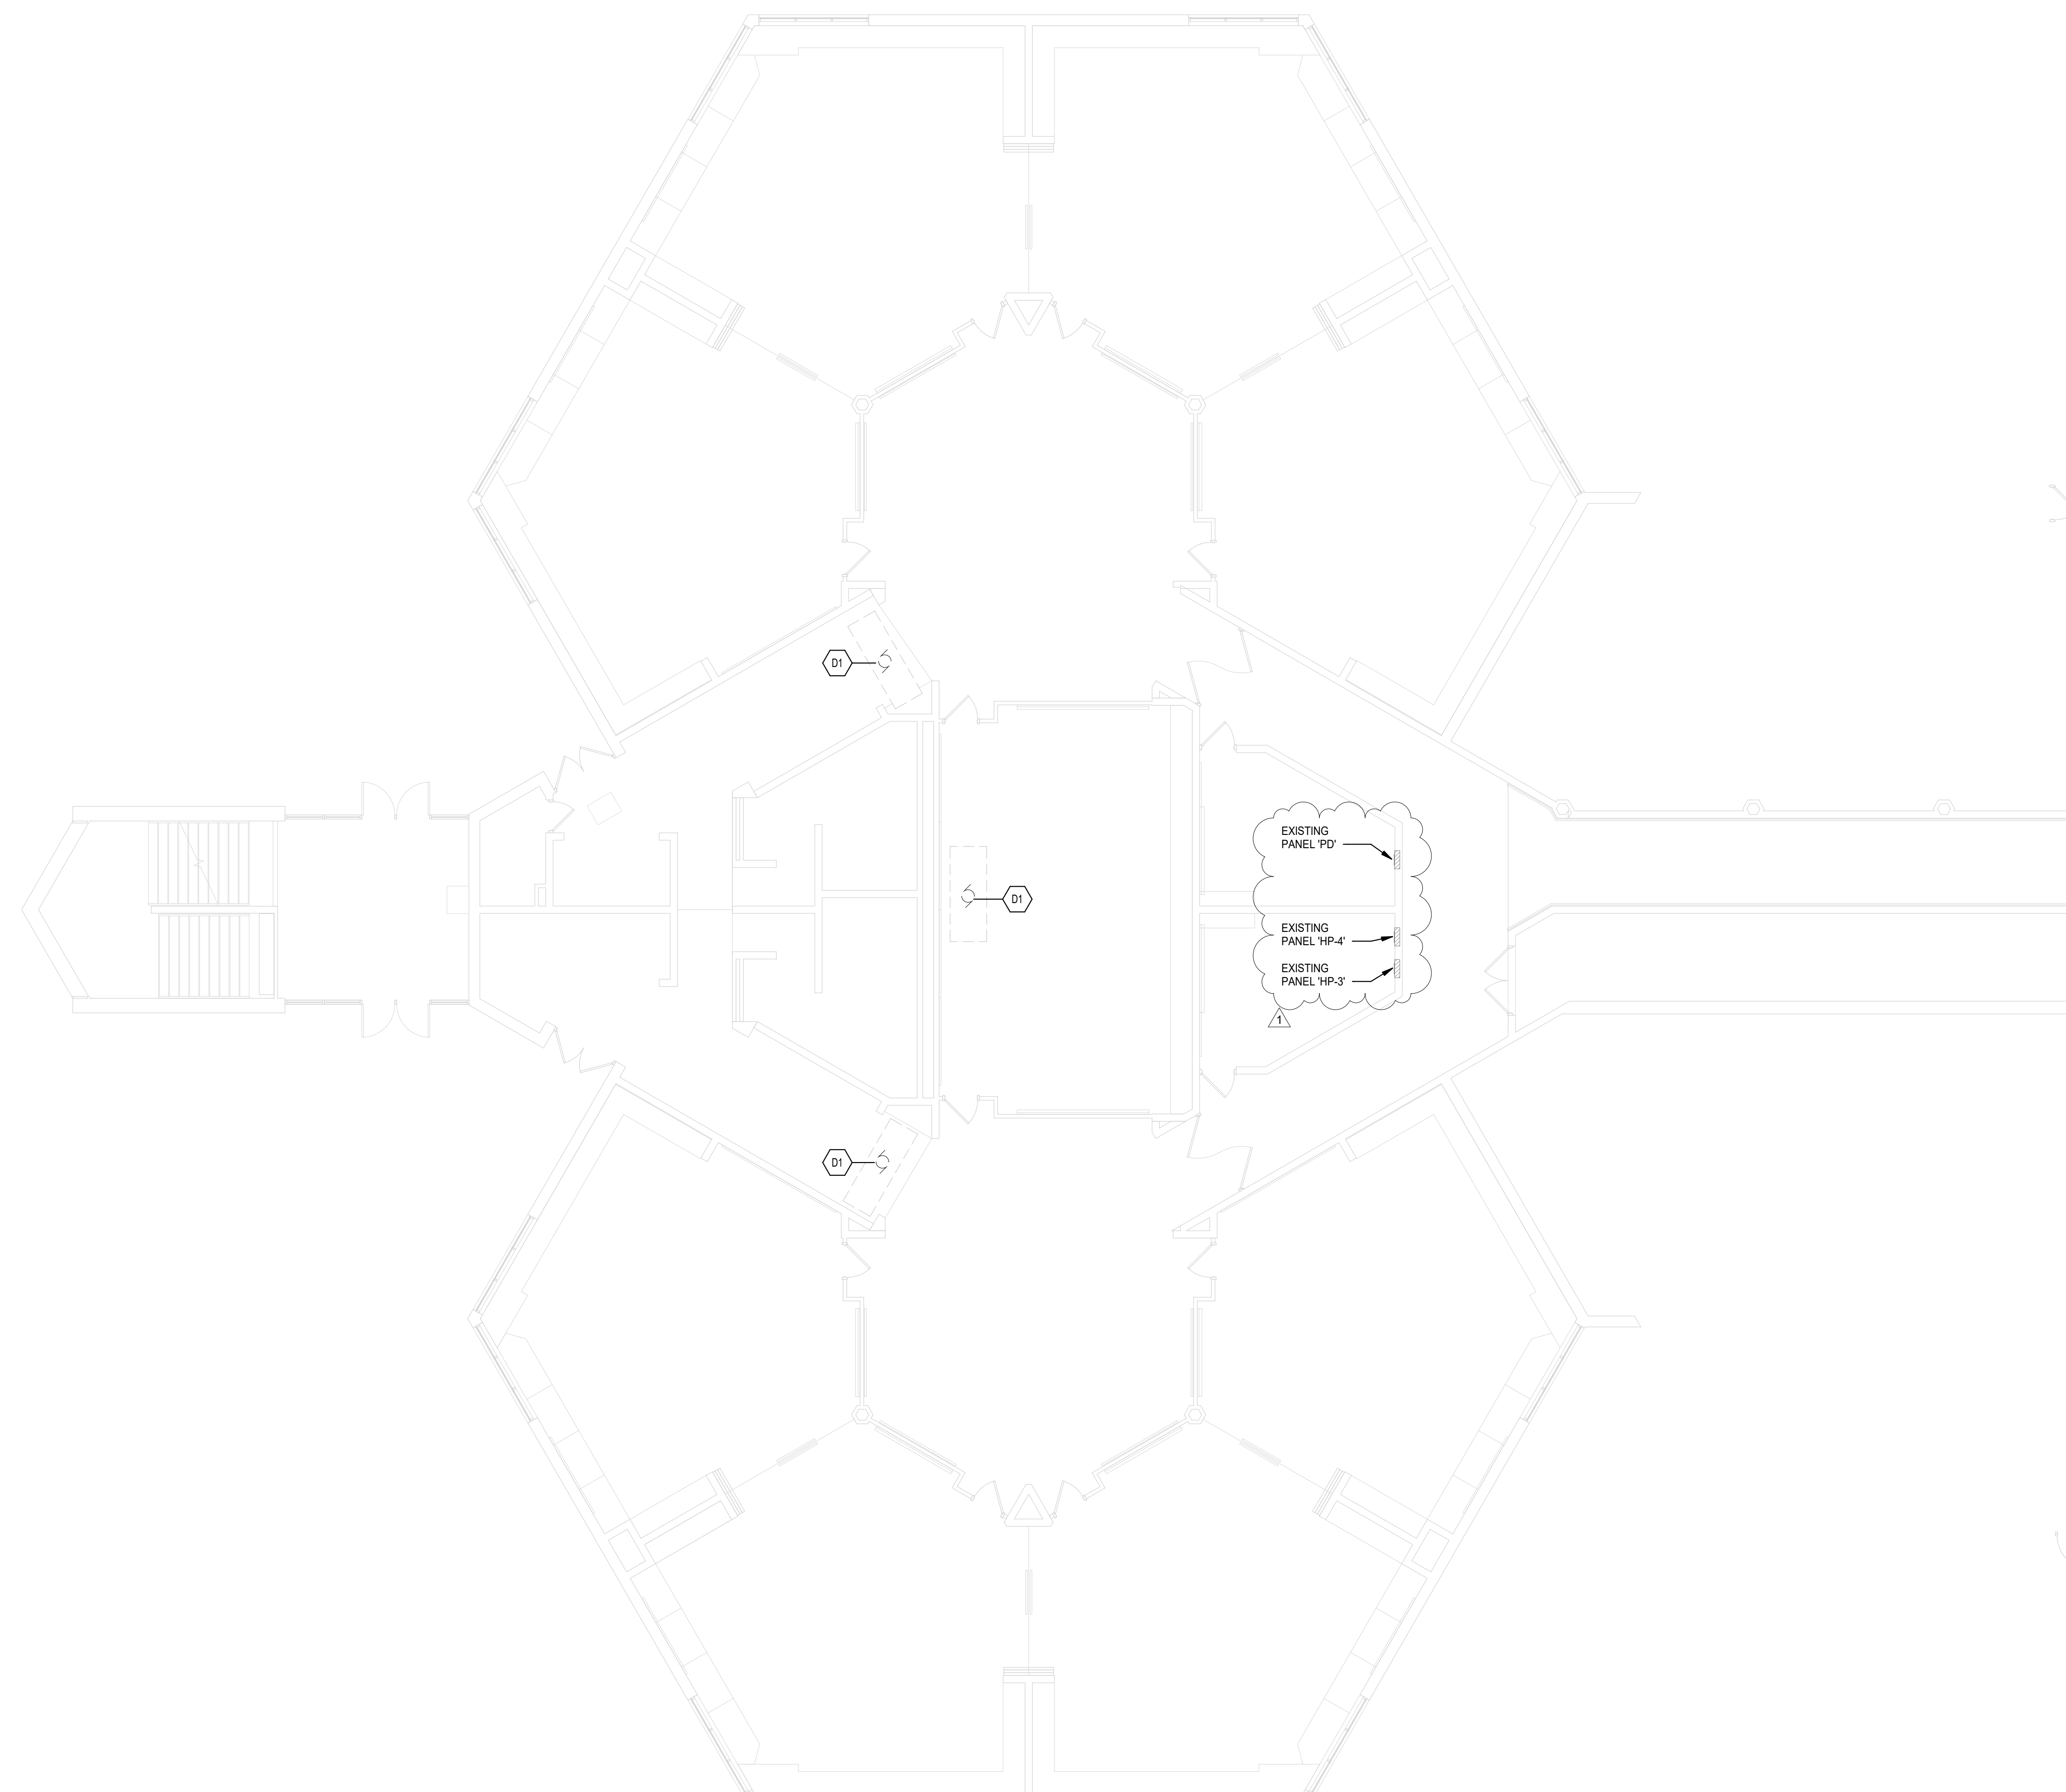 D1
EXISTING
PANEL 'PD'
D1
EXISTING
PANEL 'HP-4'
EXISTING
PANEL 'HP-3'
1
D1